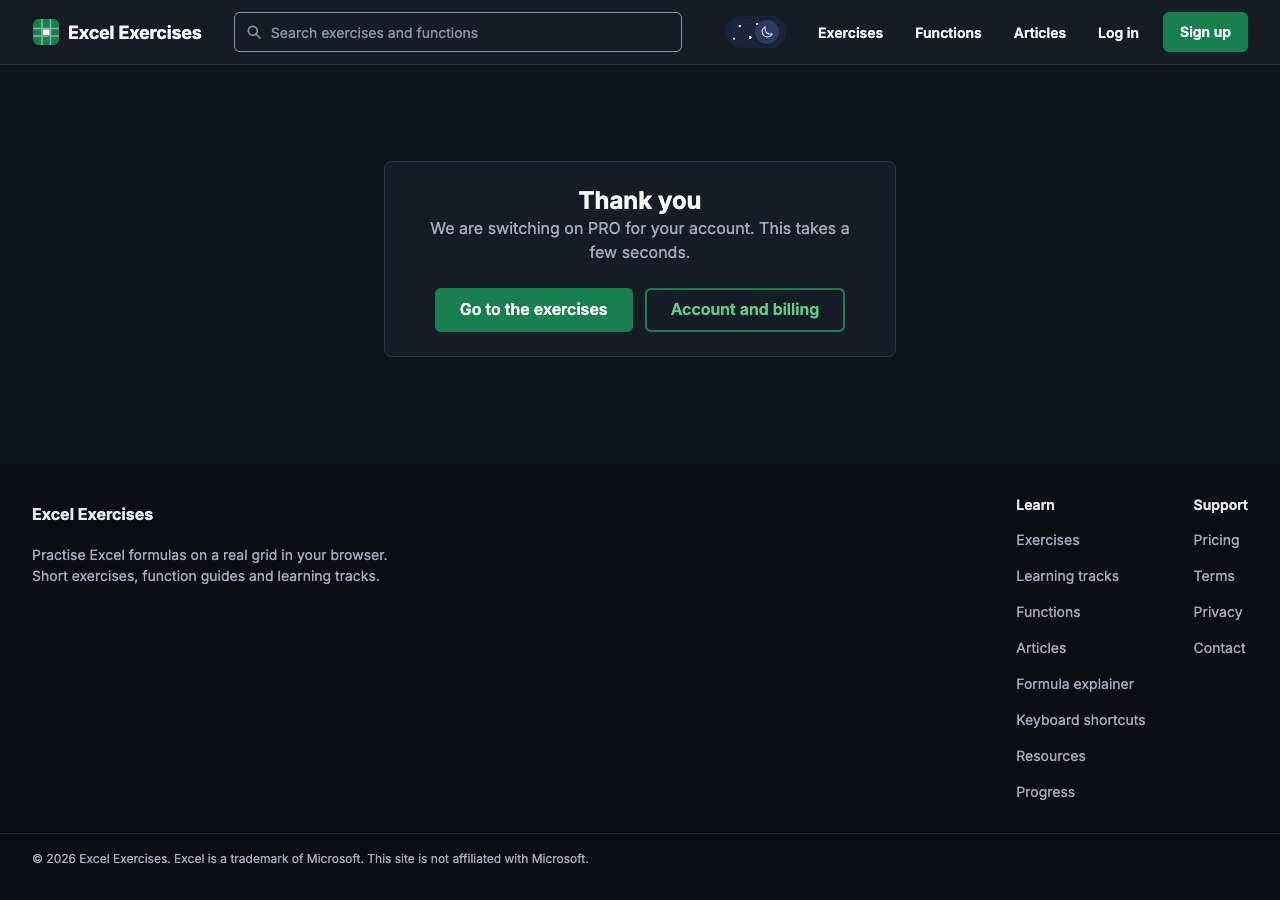 Excel Exercises
Search exercises and functions
Exercises
Functions
Articles
Log in
Sign up
Thank you
We are switching on PRO for your account. This takes a
few seconds.
Go to the exercises
Account and billing
Excel Exercises
Practise Excel formulas on a real grid in your browser.
Short exercises, function guides and learning tracks.
Learn
Exercises
Learning tracks
Functions
Articles
Formula explainer
Keyboard shortcuts
Resources
Progress
Support
Pricing
Terms
Privacy
Contact
© 2026 Excel Exercises. Excel is a trademark of Microsoft. This site is not affiliated with Microsoft.